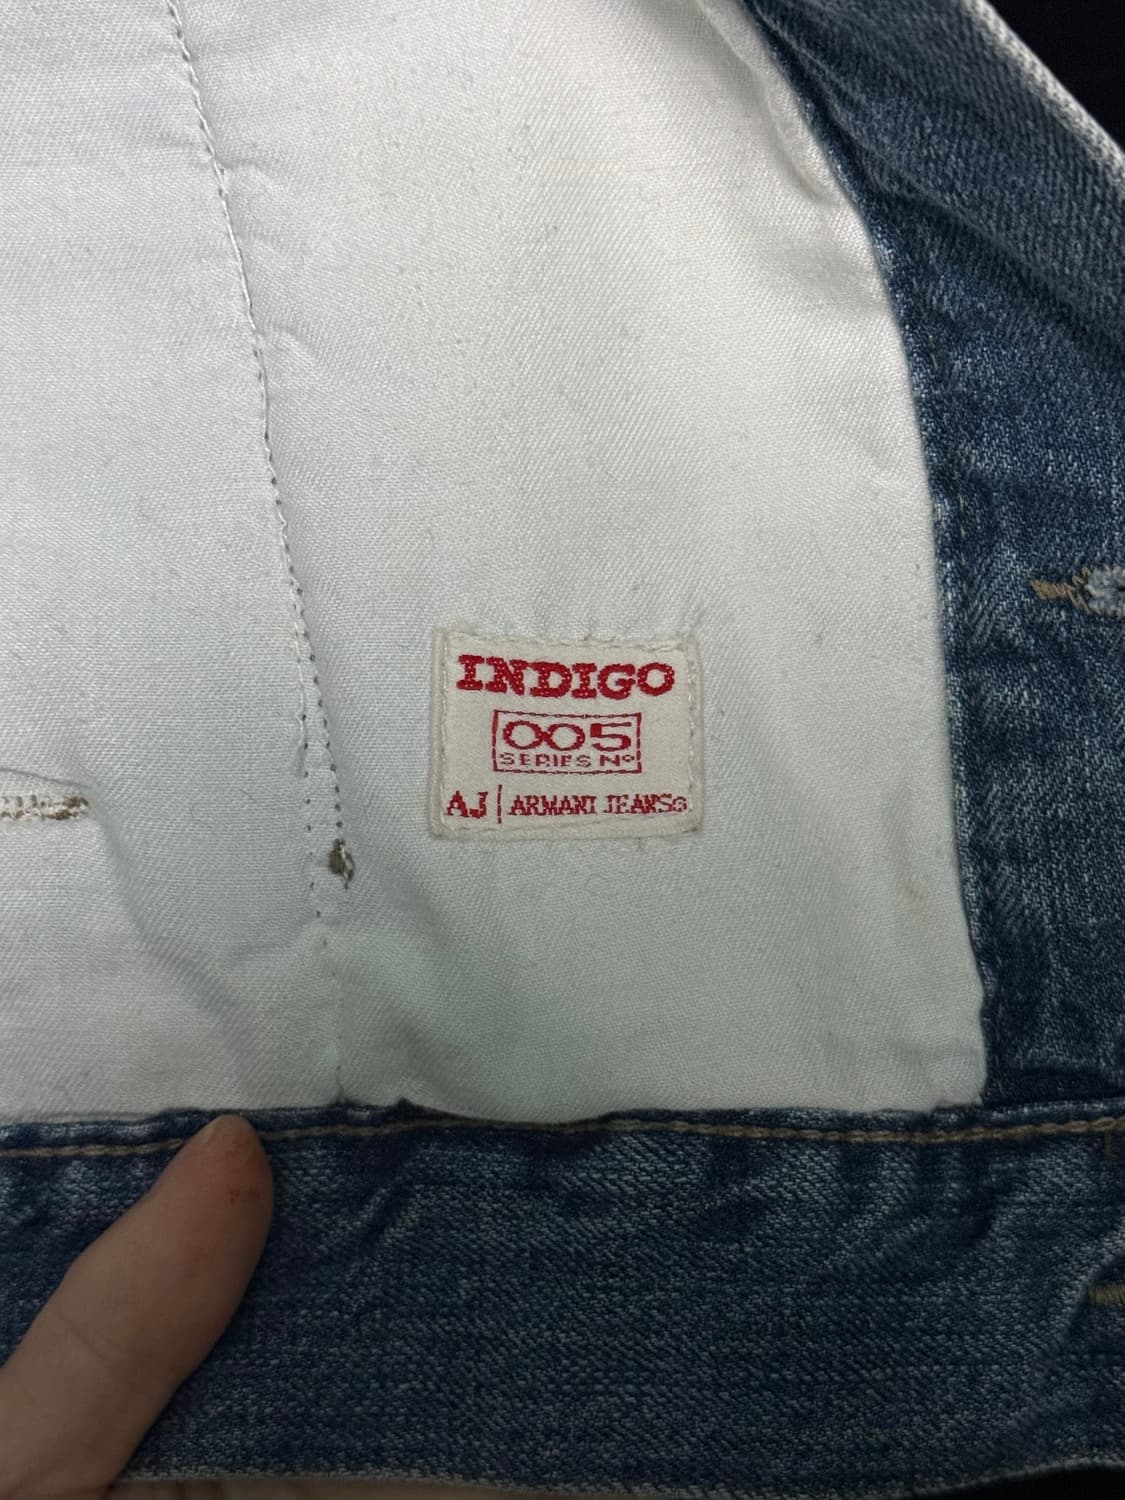 INDIGO
005
SERIES Nº
AJ | ARMANI JEANS®